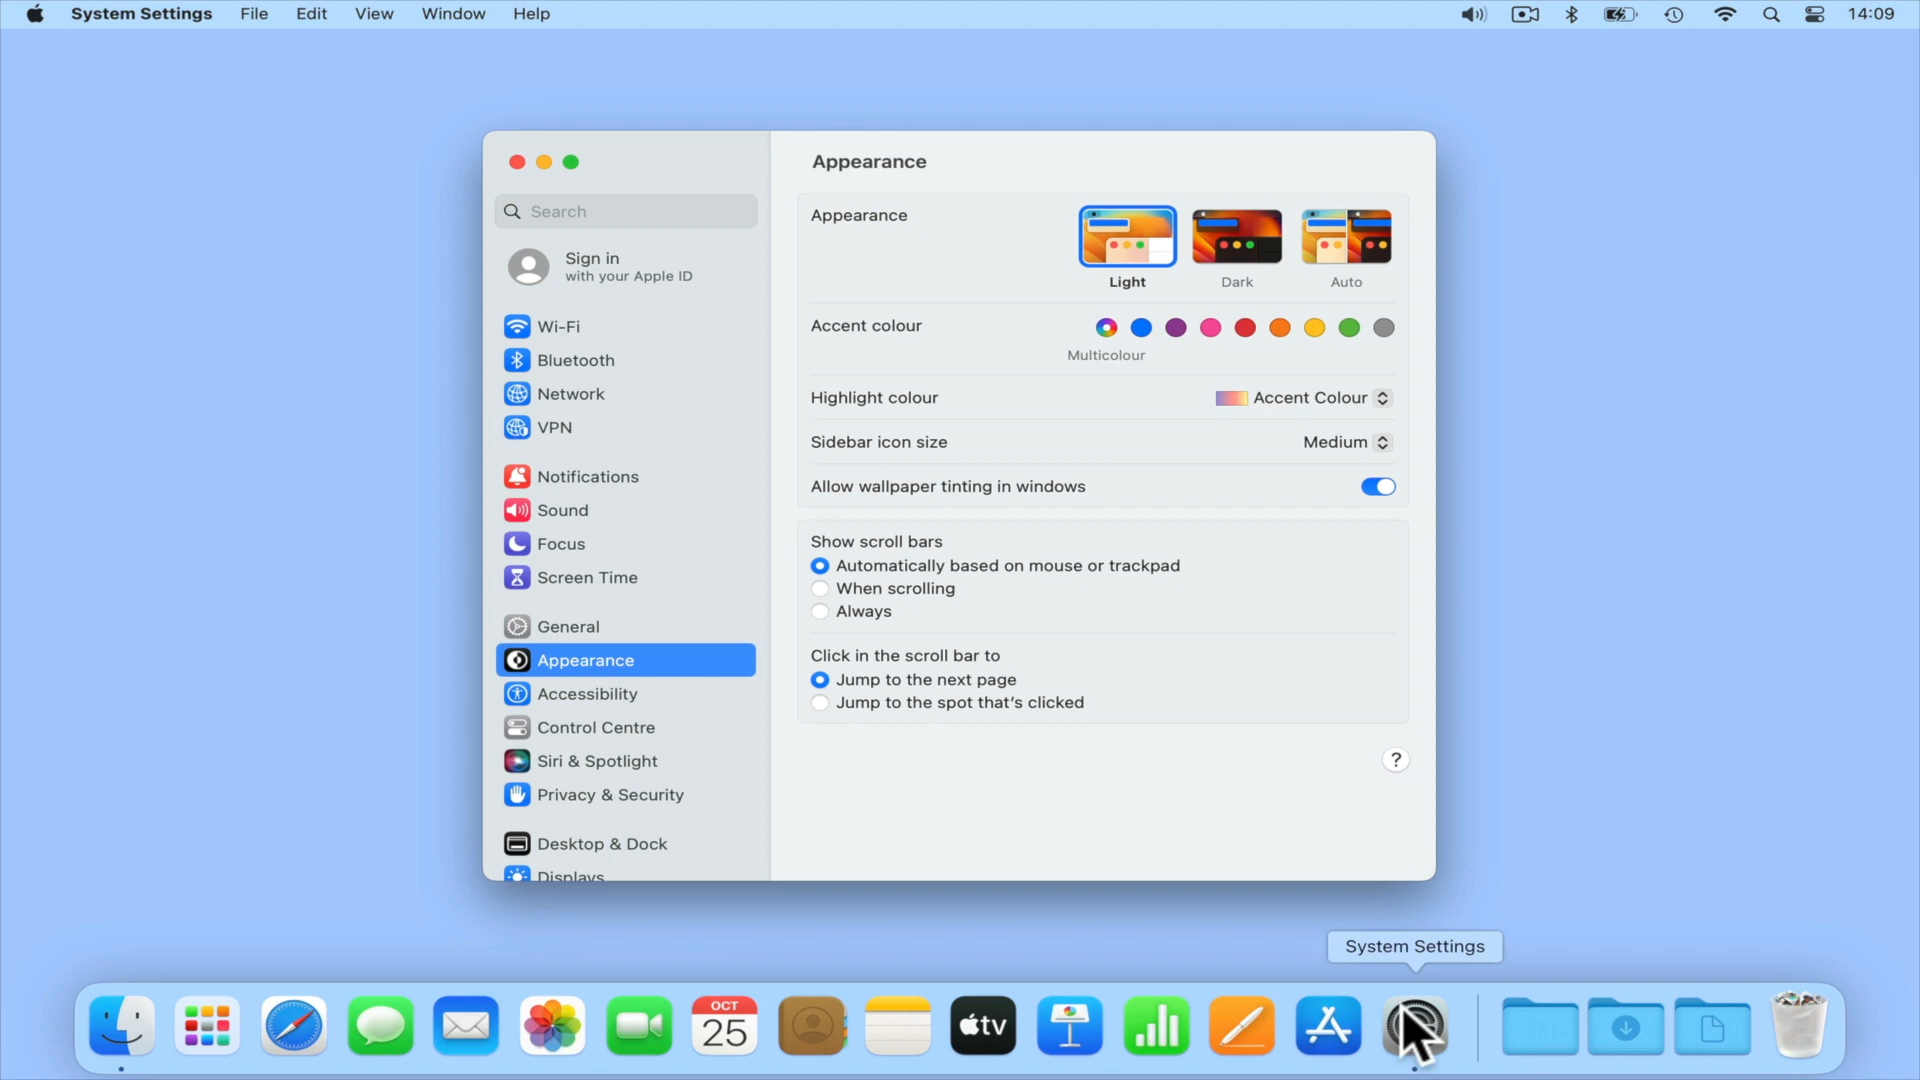 System Settings File Edit View Window Help 14:09
Appearance
Search
Sign in
with your Apple ID
Wi-Fi
Bluetooth
Network
VPN
Notifications
Sound
Focus
Screen Time
General
Appearance
Accessibility
Control Centre
Siri & Spotlight
Privacy & Security
Desktop & Dock
Displays
Appearance
Light Dark Auto
Accent colour
Multicolour
Highlight colour Accent Colour
Sidebar icon size Medium
Allow wallpaper tinting in windows
Show scroll bars
Automatically based on mouse or trackpad
When scrolling
Always
Click in the scroll bar to
Jump to the next page
Jump to the spot that's clicked
?
System Settings
OCT
25
tv